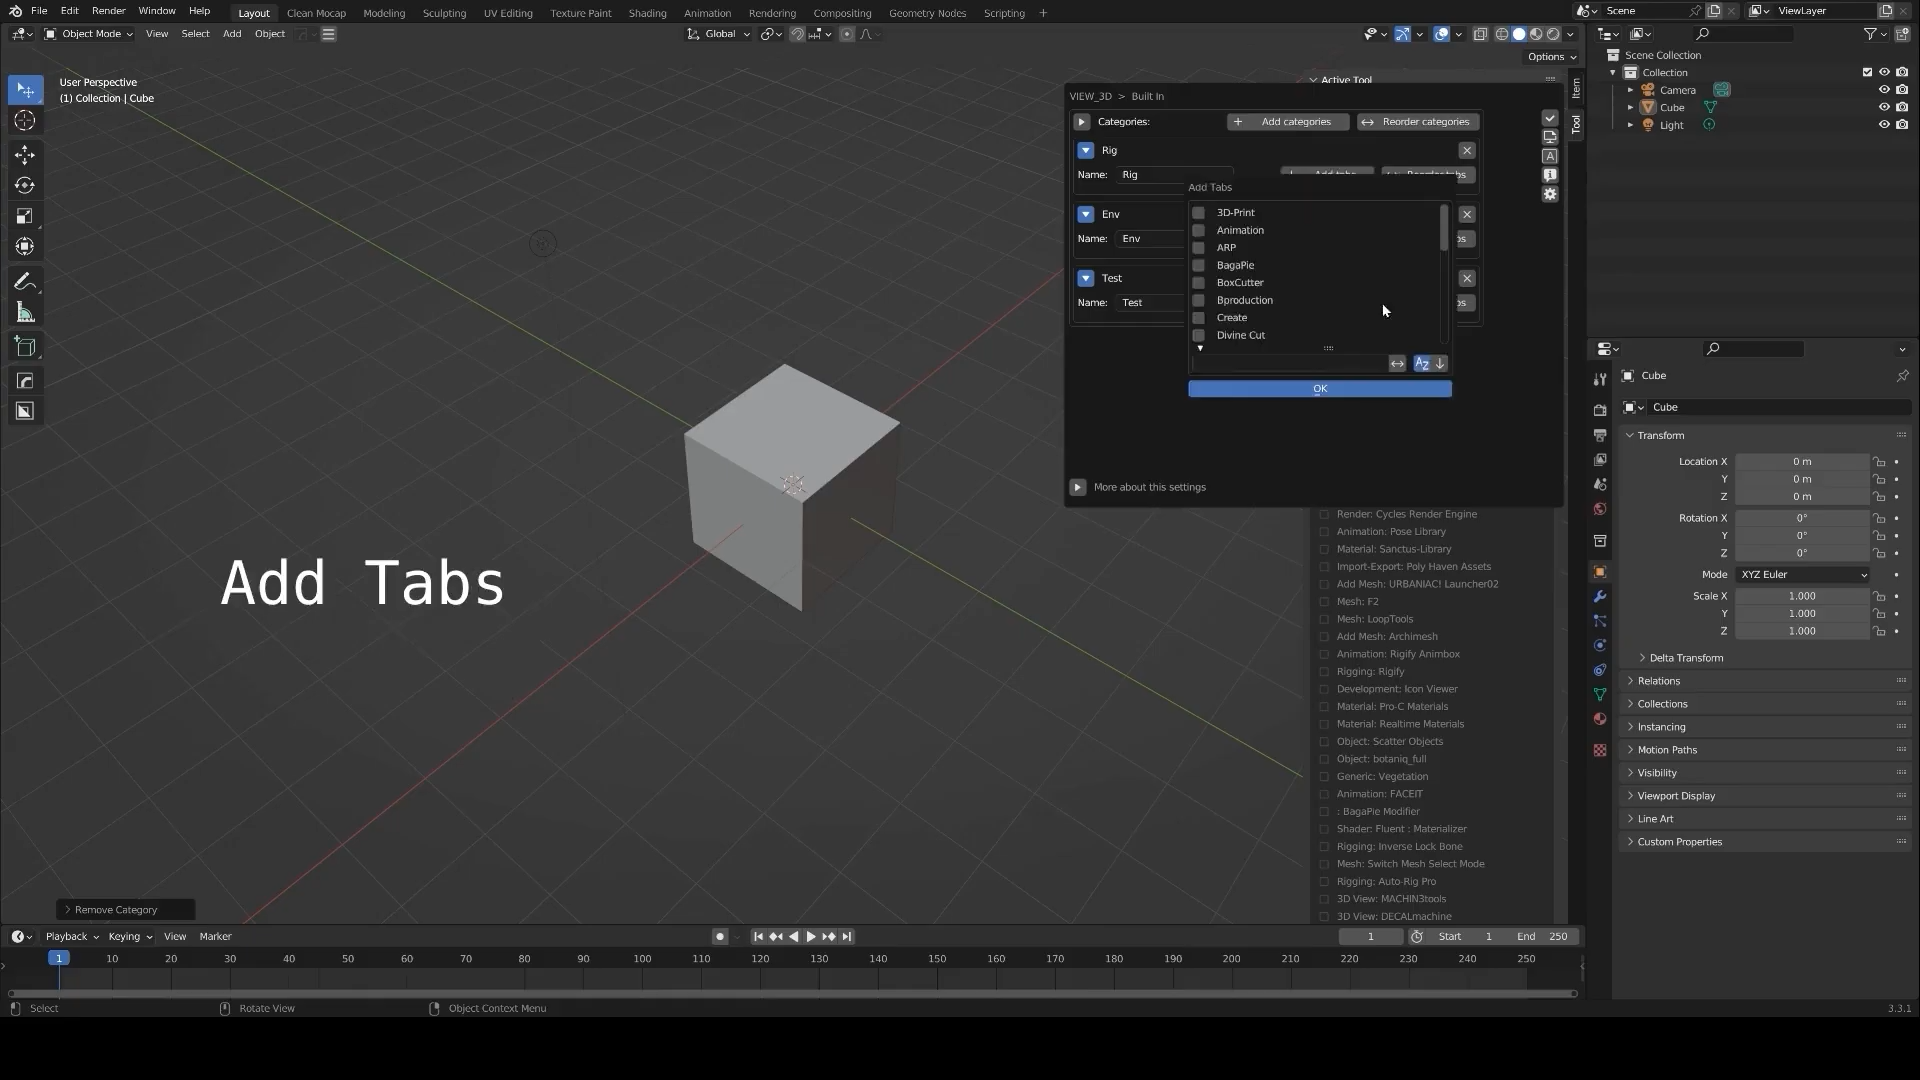 File Edit Render Window Help
Layout Clean Mocap Modeling Sculpting UV Editing Texture Paint Shading Animation Rendering Compositing Geometry Nodes Scripting +
Scene
ViewLayer
Object Mode View Select Add Object
Global
Options
User Perspective
(1) Collection | Cube
Active Tool
Item
Tool
VIEW_3D > Built In
Categories:
+ Add categories
Reorder categories
Rig
Name: Rig
Add tabs
Reorder tabs
Env
Name: Env
Test
Name: Test
Add Tabs
3D-Print
Animation
ARP
BagaPie
BoxCutter
Bproduction
Create
Divine Cut
OK
More about this settings
Render: Cycles Render Engine
Animation: Pose Library
Material: Sanctus-Library
Import-Export: Poly Haven Assets
Add Mesh: URBANIAC! Launcher02
Mesh: F2
Mesh: LoopTools
Add Mesh: Archimesh
Animation: Rigify Animbox
Rigging: Rigify
Development: Icon Viewer
Material: Pro-C Materials
Material: Realtime Materials
Object: Scatter Objects
Object: botaniq_full
Generic: Vegetation
Animation: FACEIT
: BagaPie Modifier
Shader: Fluent : Materializer
Rigging: Inverse Lock Bone
Mesh: Switch Mesh Select Mode
Rigging: Auto-Rig Pro
3D View: MACHIN3tools
3D View: DECALmachine
Add Tabs
Remove Category
Scene Collection
Collection
Camera
Cube
Light
Cube
Cube
Transform
Location X 0 m
Y 0 m
Z 0 m
Rotation X 0°
Y 0°
Z 0°
Mode XYZ Euler
Scale X 1.000
Y 1.000
Z 1.000
Delta Transform
Relations
Collections
Instancing
Motion Paths
Visibility
Viewport Display
Line Art
Custom Properties
Playback Keying View Marker
1 Start 1 End 250
1 10 20 30 40 50 60 70 80 90 100 110 120 130 140 150 160 170 180 190 200 210 220 230 240 250
Select Rotate View Object Context Menu 3.3.1